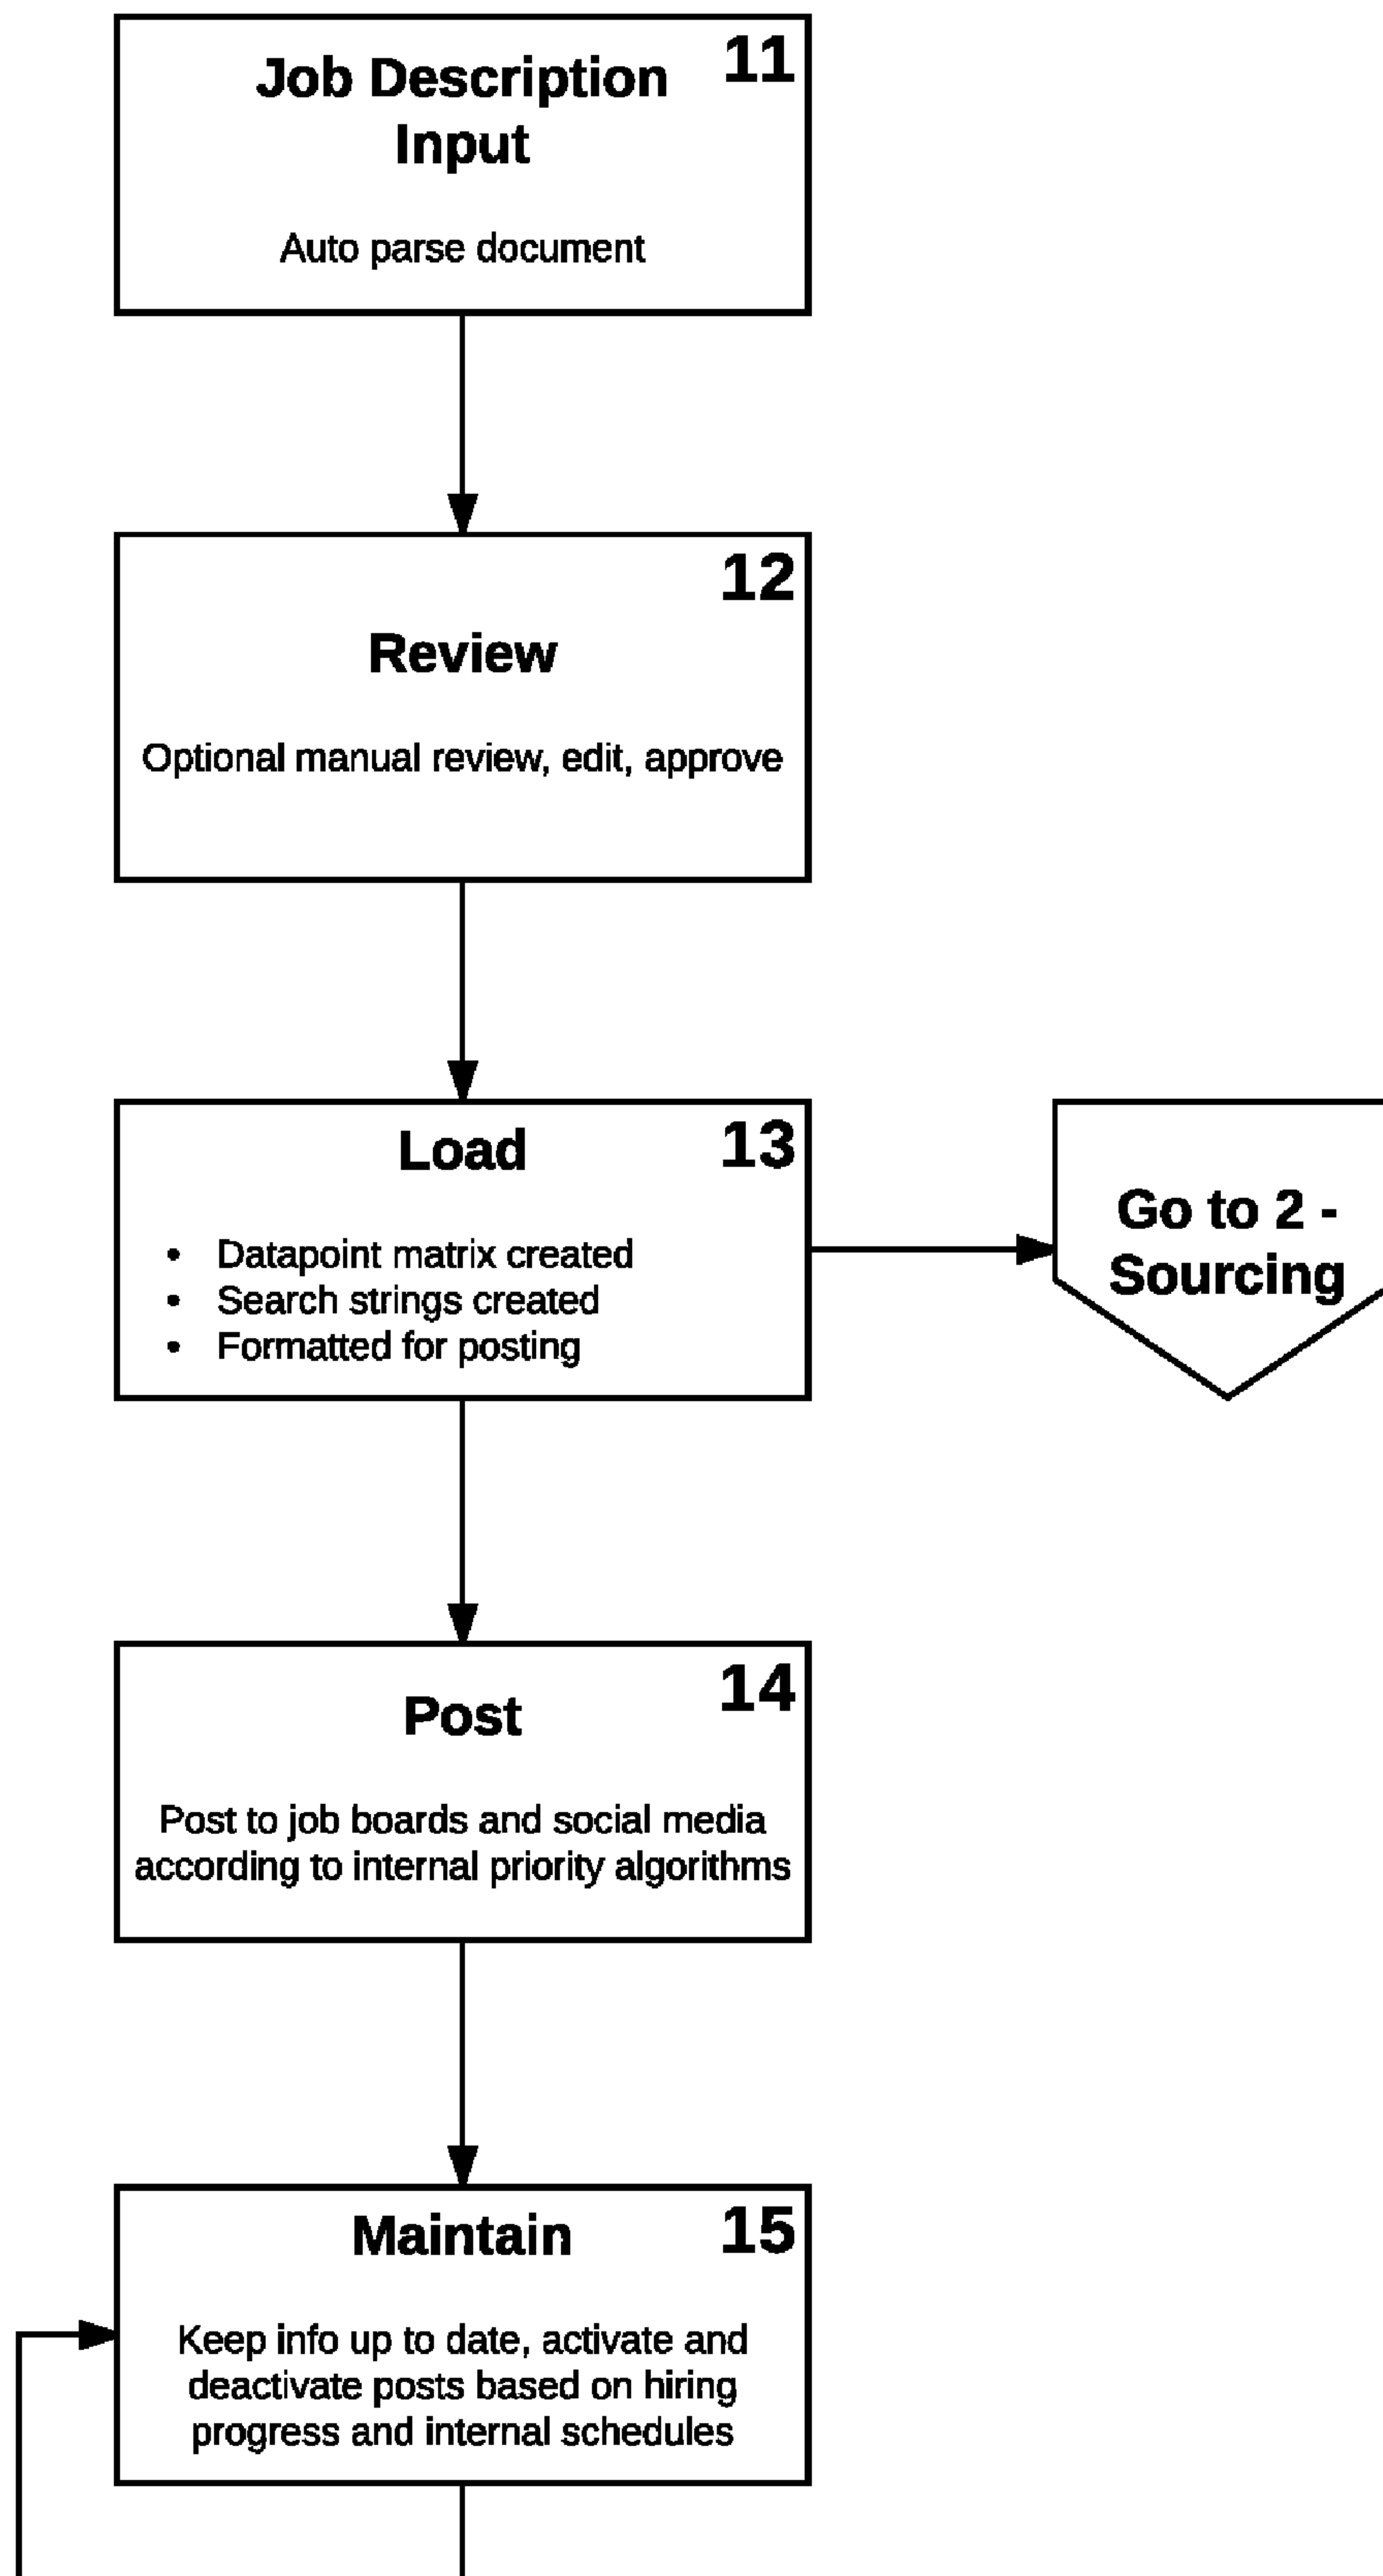 11
Job Description
Input
Auto parse document
12
Review
Optional manual review, edit, approve
13
Load
• Datapoint matrix created
• Search strings created
• Formatted for posting
Go to 2 -
Sourcing
14
Post
Post to job boards and social media
according to internal priority algorithms
15
Maintain
Keep info up to date, activate and
deactivate posts based on hiring
progress and internal schedules